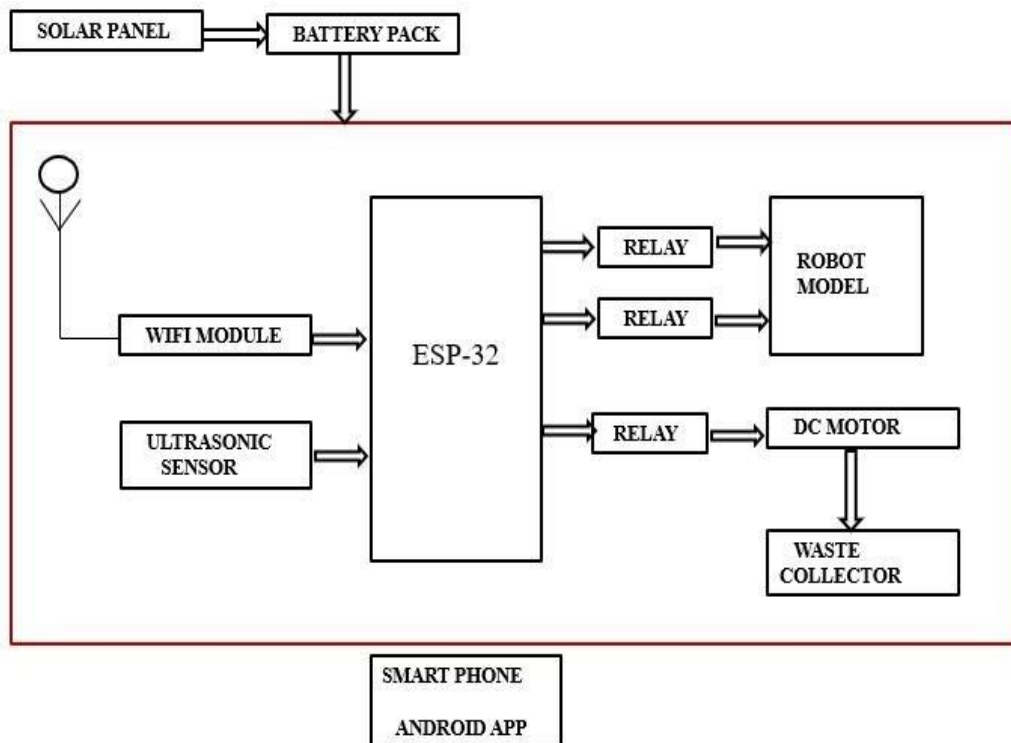 SOLAR PANEL
BATTERY PACK
RELAY
ROBOT
MODEL
RELAY
WIFI MODULE
ESP-32
ULTRASONIC
SENSOR
RELAY
DC MOTOR
WASTE
COLLECTOR
SMART PHONE
ANDROID APP